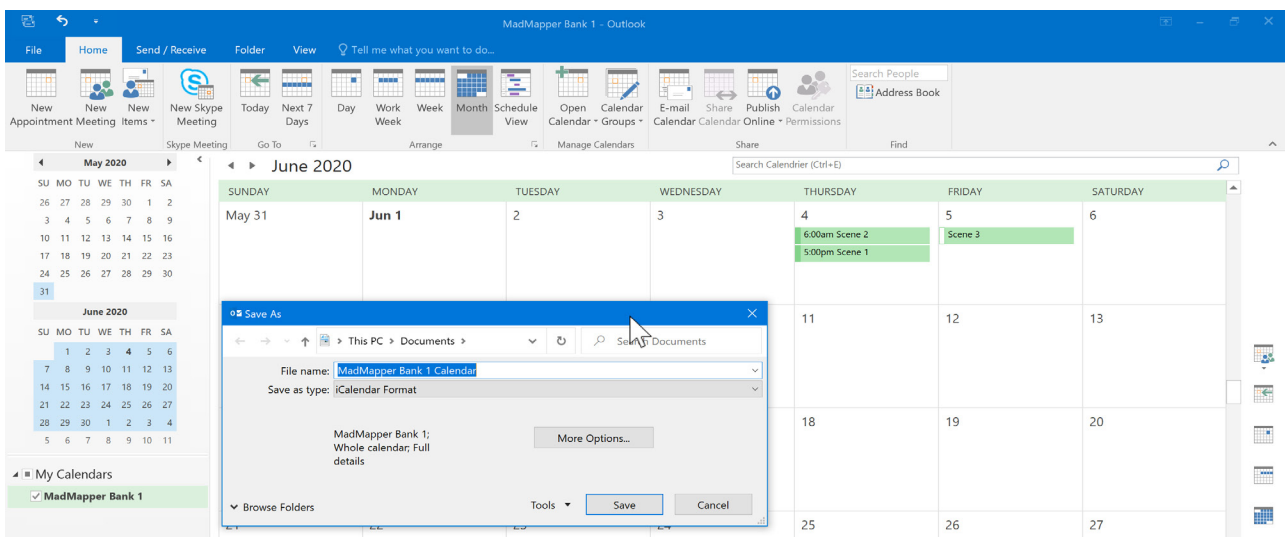 MadMapper Bank 1 - Outlook
File Home Send / Receive Folder View Tell me what you want to do...
New Appointment
New Meeting
New Items
New Skype Meeting
Today
Next 7 Days
Day
Work Week
Week
Month
Schedule View
Open Calendar
Calendar Groups
E-mail Calendar
Share Calendar
Publish Online
Calendar Permissions
Search People
Address Book
New Skype Meeting Go To Arrange Manage Calendars Share Find
May 2020
SU MO TU WE TH FR SA
26 27 28 29 30 1 2
3 4 5 6 7 8 9
10 11 12 13 14 15 16
17 18 19 20 21 22 23
24 25 26 27 28 29 30
31
June 2020
SU MO TU WE TH FR SA
1 2 3 4 5 6
7 8 9 10 11 12 13
14 15 16 17 18 19 20
21 22 23 24 25 26 27
28 29 30 1 2 3 4
5 6 7 8 9 10 11
My Calendars
MadMapper Bank 1
June 2020
Search Calendrier (Ctrl+E)
SUNDAY MONDAY TUESDAY WEDNESDAY THURSDAY FRIDAY SATURDAY
May 31 Jun 1 2 3 4 5 6
6:00am Scene 2 Scene 3
5:00pm Scene 1
11 12 13
18 19 20
25 26 27
Save As
This PC > Documents >
Documents
File name: MadMapper Bank 1 Calendar
Save as type: iCalendar Format
MadMapper Bank 1;
Whole calendar; Full
details
More Options...
Browse Folders
Tools Save Cancel